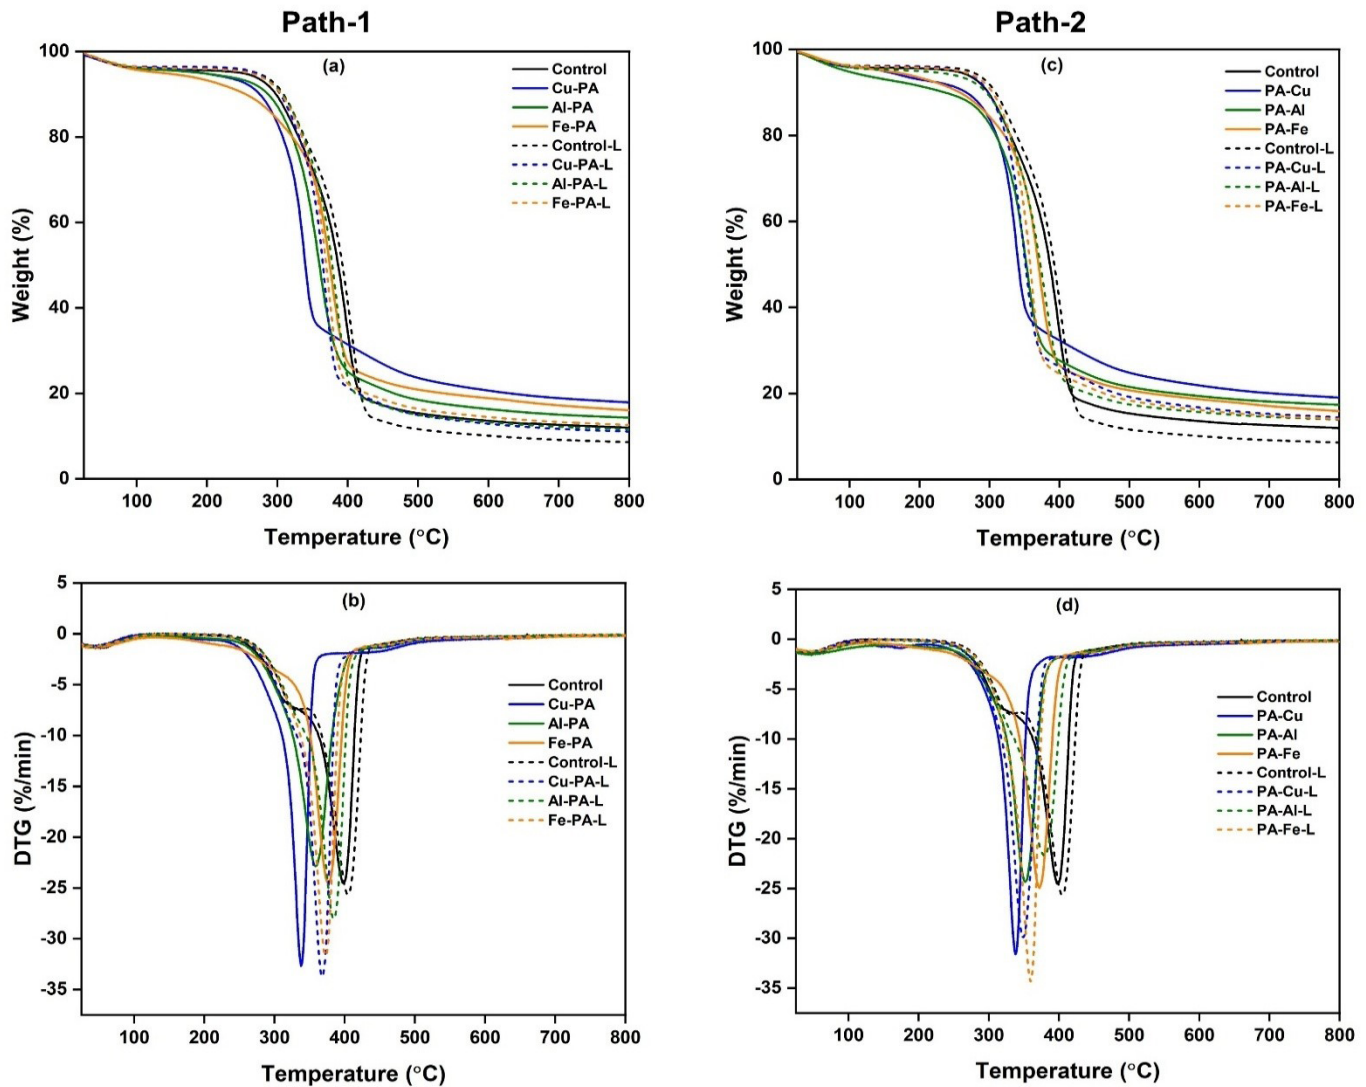 Path-1
Path-2
(a)
Control
Cu-PA
Al-PA
Fe-PA
Control-L
Cu-PA-L
Al-PA-L
Fe-PA-L
100
80
60
40
20
0
Weight (%)
100 200 300 400 500 600 700 800
Temperature (°C)
(c)
Control
PA-Cu
PA-Al
PA-Fe
Control-L
PA-Cu-L
PA-Al-L
PA-Fe-L
100
80
60
40
20
0
Weight (%)
100 200 300 400 500 600 700 800
Temperature (°C)
(b)
Control
Cu-PA
Al-PA
Fe-PA
Control-L
Cu-PA-L
Al-PA-L
Fe-PA-L
5
0
-5
-10
-15
-20
-25
-30
-35
DTG (%/min)
100 200 300 400 500 600 700 800
Temperature (°C)
(d)
Control
PA-Cu
PA-Al
PA-Fe
Control-L
PA-Cu-L
PA-Al-L
PA-Fe-L
5
0
-5
-10
-15
-20
-25
-30
-35
DTG (%/min)
100 200 300 400 500 600 700 800
Temperature (°C)